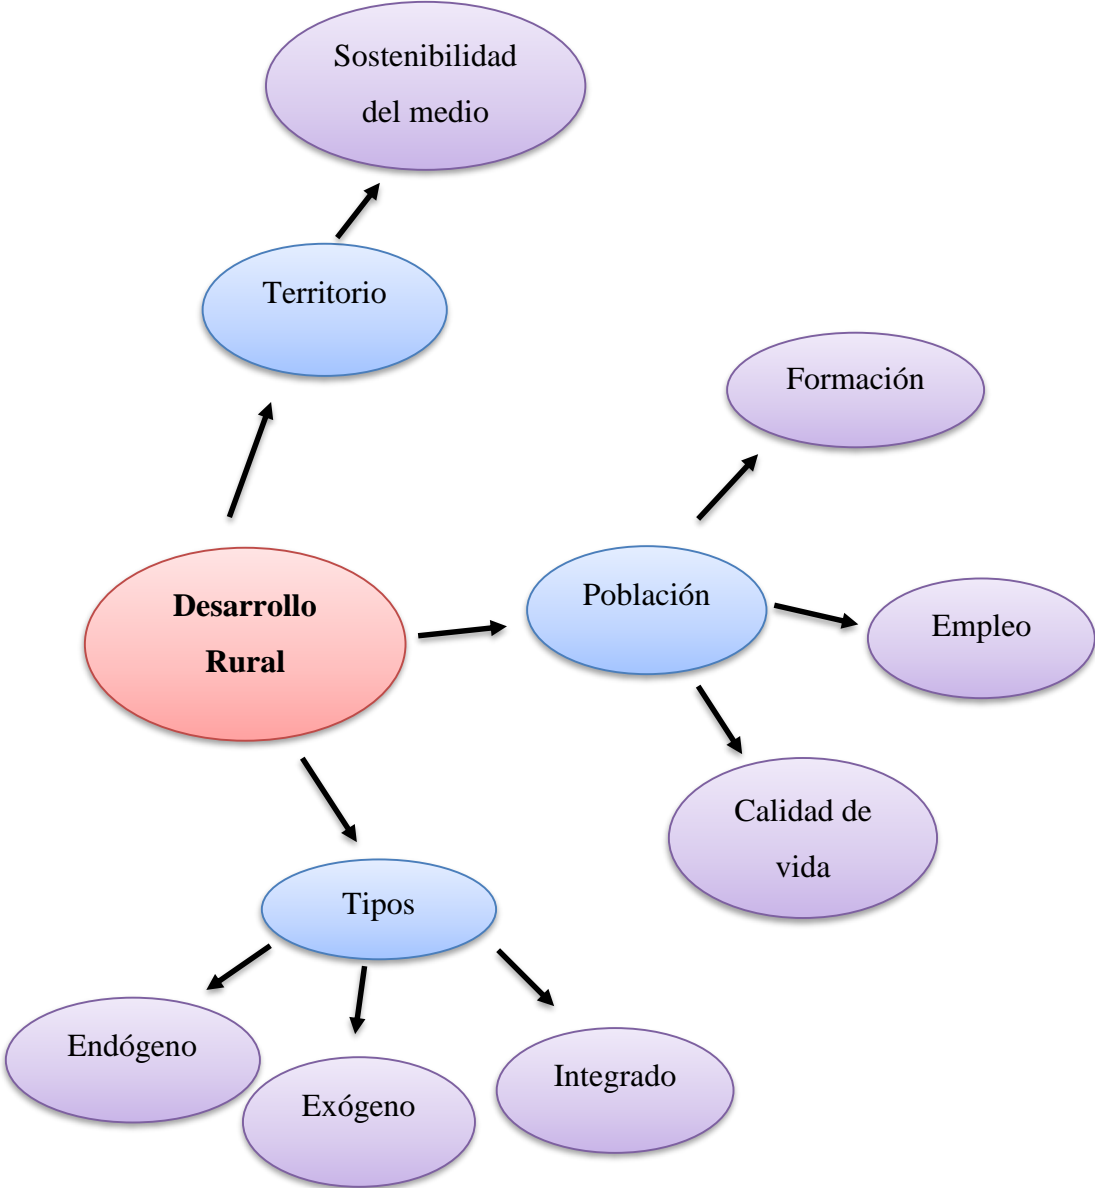 Sostenibilidad
del medio
Territorio
Formación
Desarrollo
Rural
Población
Empleo
Calidad de
vida
Tipos
Endógeno
Exógeno
Integrado